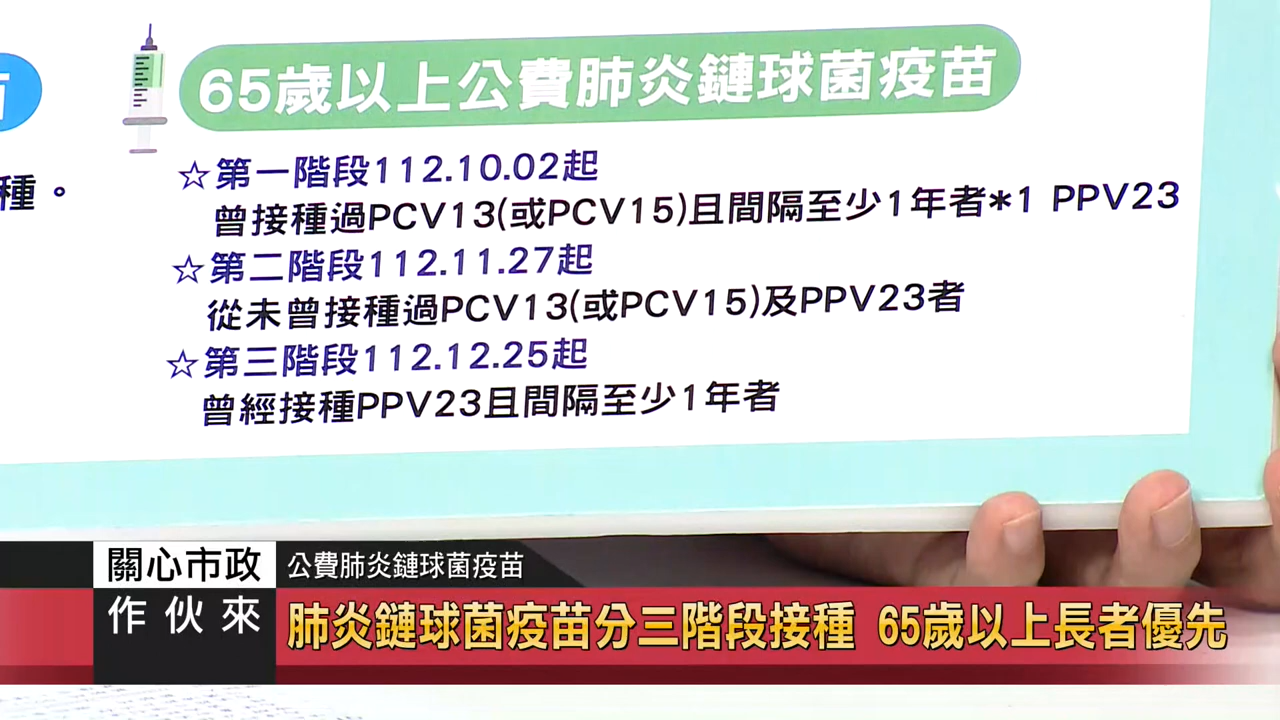 65歲以上公費肺炎鏈球菌疫苗
☆第一階段112.10.02起
曾接種過PCV13(或PCV15)且間隔至少1年者*1 PPV23
☆第二階段112.11.27起
從未曾接種過PCV13(或PCV15)及PPV23者
☆第三階段112.12.25起
曾經接種PPV23且間隔至少1年者
種。
關心市政
作伙來
公費肺炎鏈球菌疫苗
肺炎鏈球菌疫苗分三階段接種 65歲以上長者優先